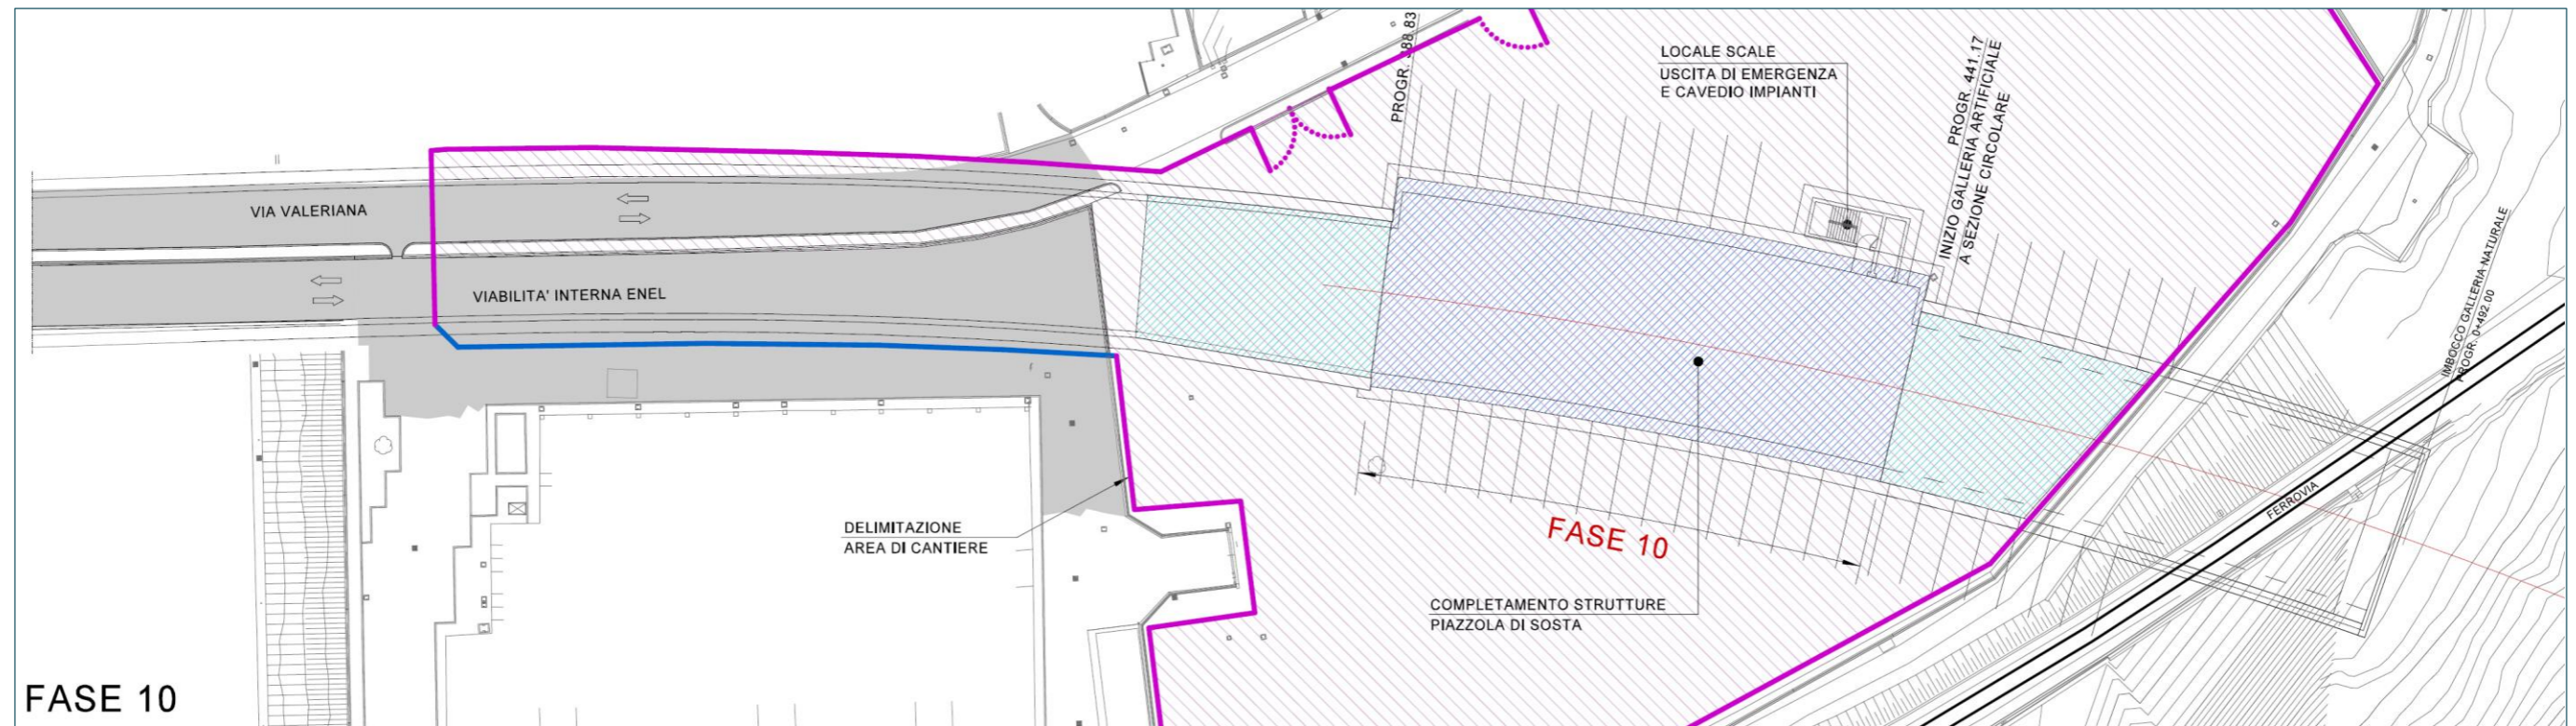 VIA VALERIANA
VIABILITA' INTERNA ENEL
DELIMITAZIONE
AREA DI CANTIERE
LOCALE SCALE
USCITA DI EMERGENZA
E CAVEDIO IMPIANTI
PROGR. 388.83
PROGR. 441.17
INIZIO GALLERIA ARTIFICIALE
A SEZIONE CIRCOLARE
IMBOCCO GALLERIA NATURALE
PROGR. 0+492.00
FERROVIA
FASE 10
COMPLETAMENTO STRUTTURE
PIAZZOLA DI SOSTA
FASE 10